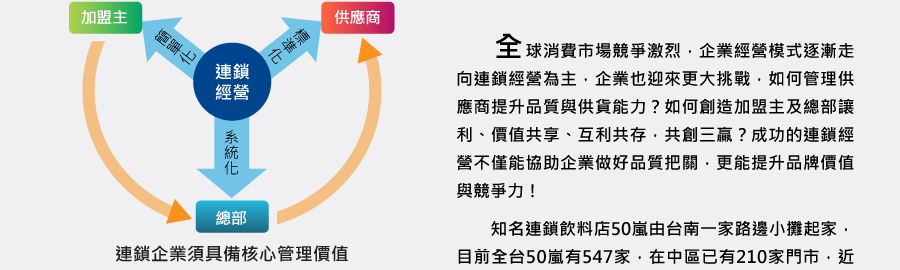 加盟主
供應商
簡單化
標準化
連鎖
經營
系統化
總部
連鎖企業須具備核心管理價值
全球消費市場競爭激烈，企業經營模式逐漸走
向連鎖經營為主，企業也迎來更大挑戰，如何管理供
應商提升品質與供貨能力？如何創造加盟主及總部讓
利、價值共享、互利共存，共創三贏？成功的連鎖經
營不僅能協助企業做好品質把關，更能提升品牌價值
與競爭力！
知名連鎖飲料店50嵐由台南一家路邊小攤起家，
目前全台50嵐有547家，在中區已有210家門市，近